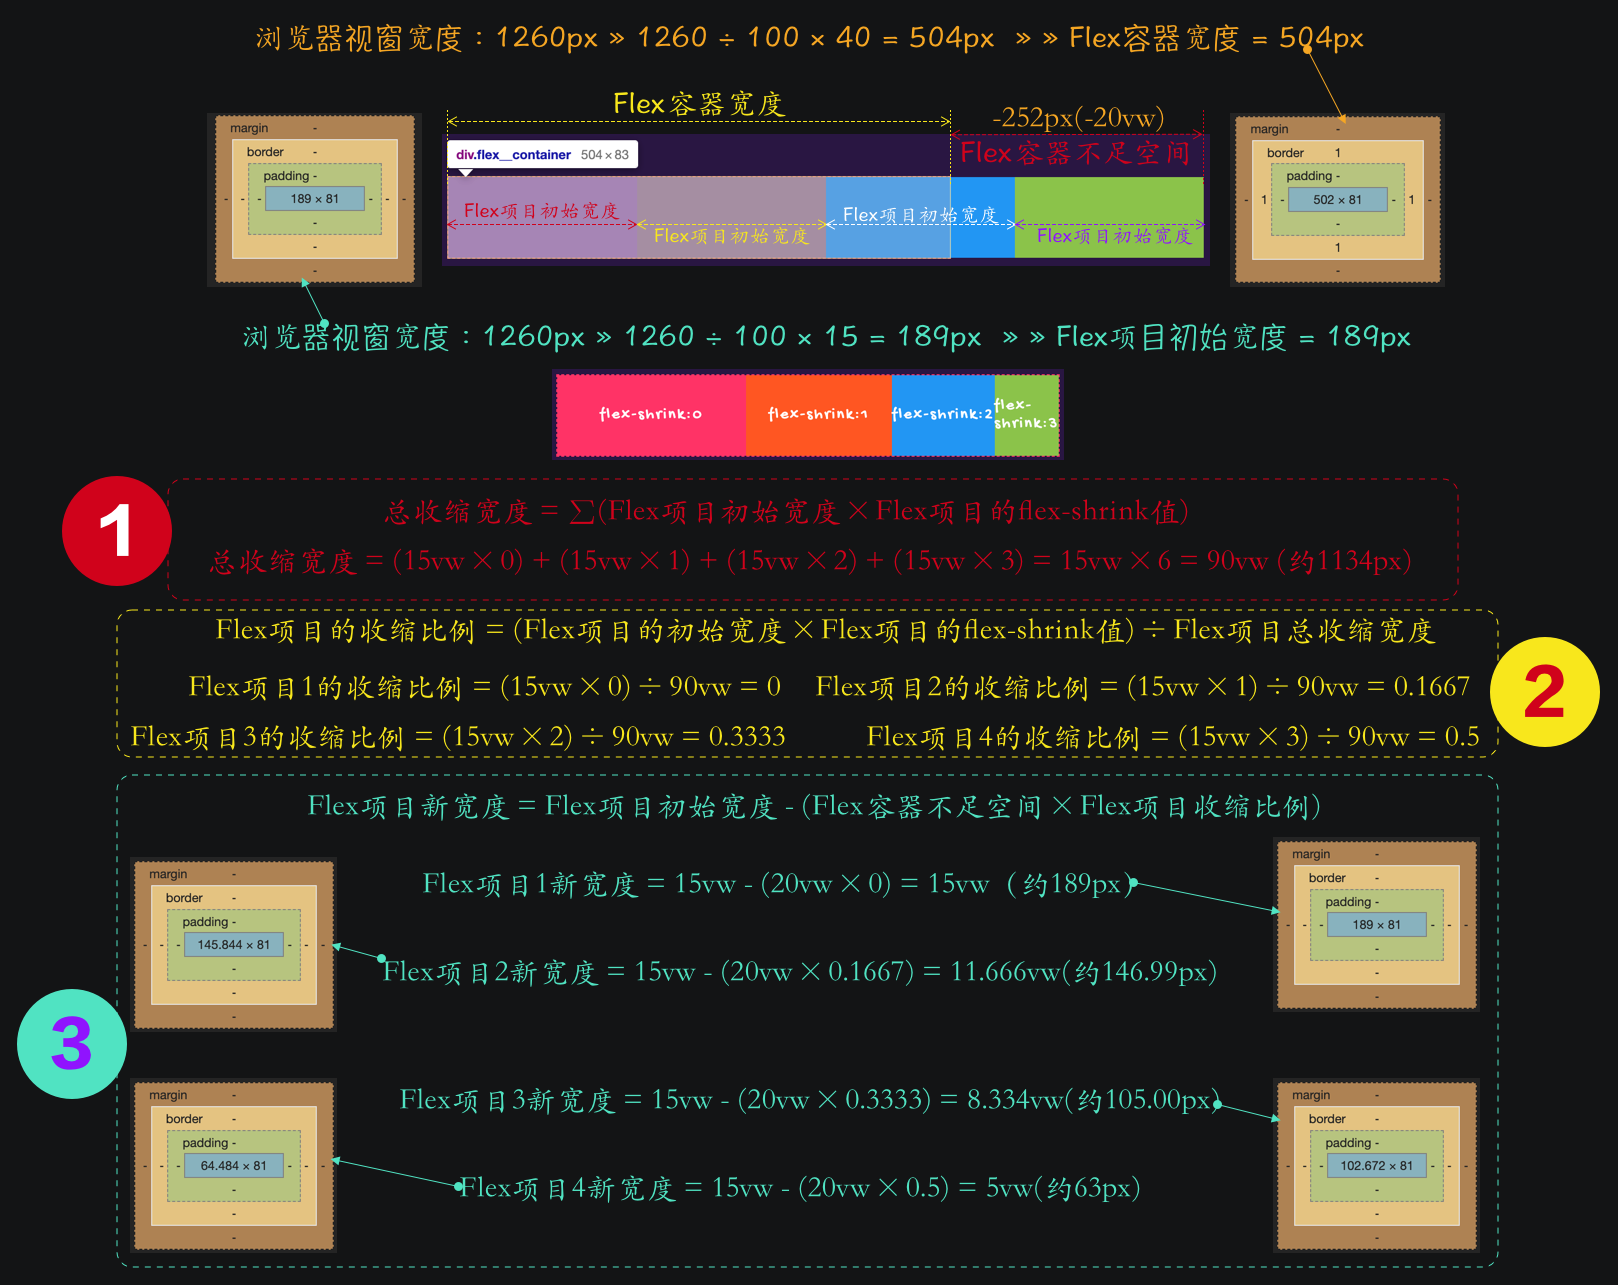 浏览器视窗宽度：1260px » 1260 ÷ 100 × 40 = 504px » » Flex容器宽度 = 504px
Flex容器宽度
-252px(-20vw)
Flex容器不足空间
margin -
border -
padding -
- - - 189 × 81 - - -
-
-
-
div.flex__container 504 × 83
Flex项目初始宽度
Flex项目初始宽度
Flex项目初始宽度
Flex项目初始宽度
margin -
border 1
padding -
- 1 - 502 × 81 - 1 -
-
1
-
浏览器视窗宽度：1260px » 1260 ÷ 100 × 15 = 189px » » Flex项目初始宽度 = 189px
flex-shrink:0
flex-shrink:1
flex-shrink:2
flex-
shrink:3
1
总收缩宽度 = ∑(Flex项目初始宽度 × Flex项目的flex-shrink值)
总收缩宽度 = (15vw × 0) + (15vw × 1) + (15vw × 2) + (15vw × 3) = 15vw × 6 = 90vw (约1134px)
Flex项目的收缩比例 = (Flex项目的初始宽度 × Flex项目的flex-shrink值) ÷ Flex项目总收缩宽度
Flex项目1的收缩比例 = (15vw × 0) ÷ 90vw = 0
Flex项目2的收缩比例 = (15vw × 1) ÷ 90vw = 0.1667
Flex项目3的收缩比例 = (15vw × 2) ÷ 90vw = 0.3333
Flex项目4的收缩比例 = (15vw × 3) ÷ 90vw = 0.5
2
Flex项目新宽度 = Flex项目初始宽度 - (Flex容器不足空间 × Flex项目收缩比例)
Flex项目1新宽度 = 15vw - (20vw × 0) = 15vw（约189px）
margin -
border -
padding -
- - - 189 × 81 - - -
-
-
-
margin -
border -
padding -
- - - 145.844 × 81 - - -
-
-
-
Flex项目2新宽度 = 15vw - (20vw × 0.1667) = 11.666vw(约146.99px)
3
Flex项目3新宽度 = 15vw - (20vw × 0.3333) = 8.334vw(约105.00px)
margin -
border -
padding -
- - - 102.672 × 81 - - -
-
-
-
margin -
border -
padding -
- - - 64.484 × 81 - - -
-
-
-
Flex项目4新宽度 = 15vw - (20vw × 0.5) = 5vw(约63px)